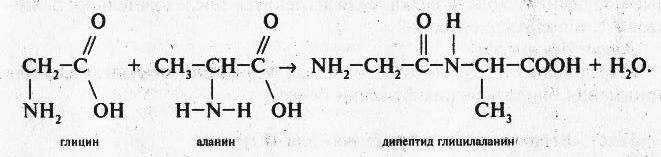 O O O H
CH₂—C + CH₃—CH—C → NH₂—CH₂—C—N—CH—COOH + H₂O.
NH₂ OH H—N—H OH CH₃
глицин аланин дипептид глицилаланин